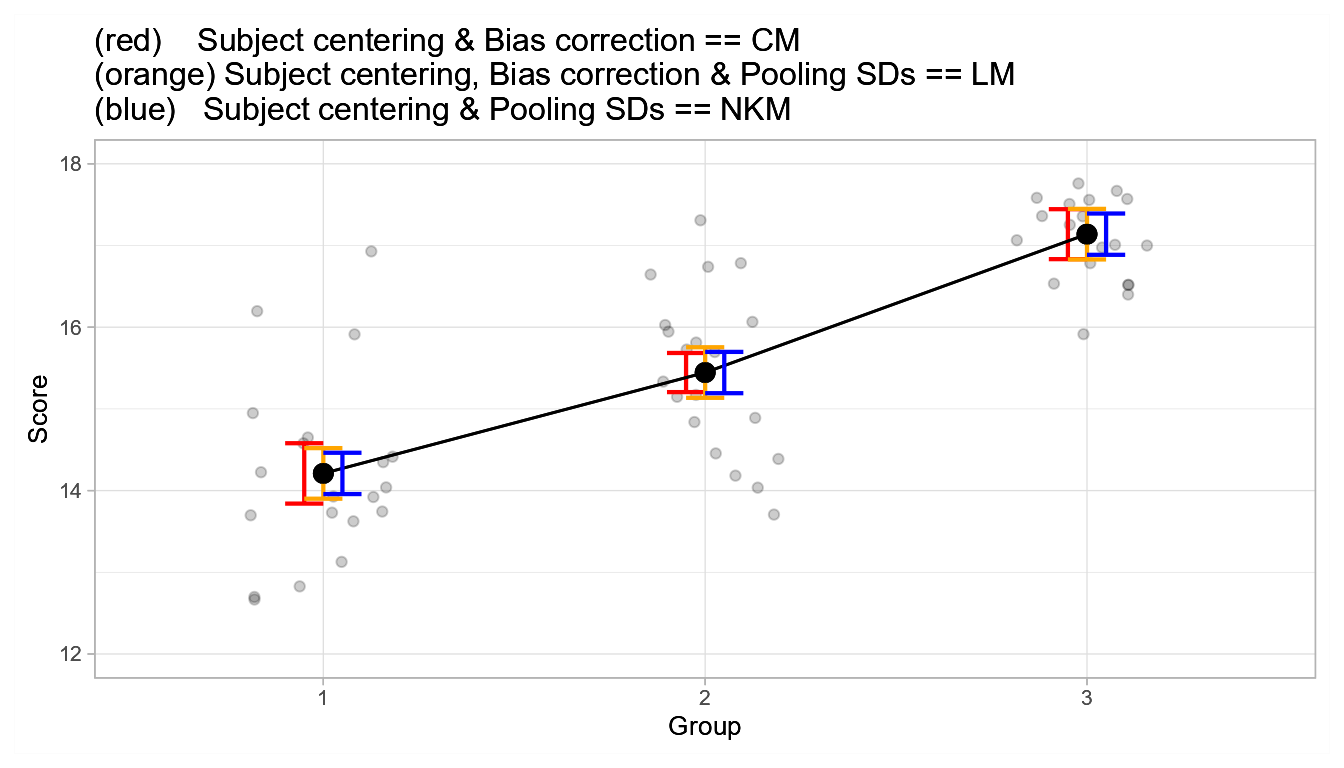 (red)    Subject centering & Bias correction == CM
(orange) Subject centering, Bias correction & Pooling SDs == LM
(blue)   Subject centering & Pooling SDs == NKM
18
16
14
12
Score
1 2 3
Group